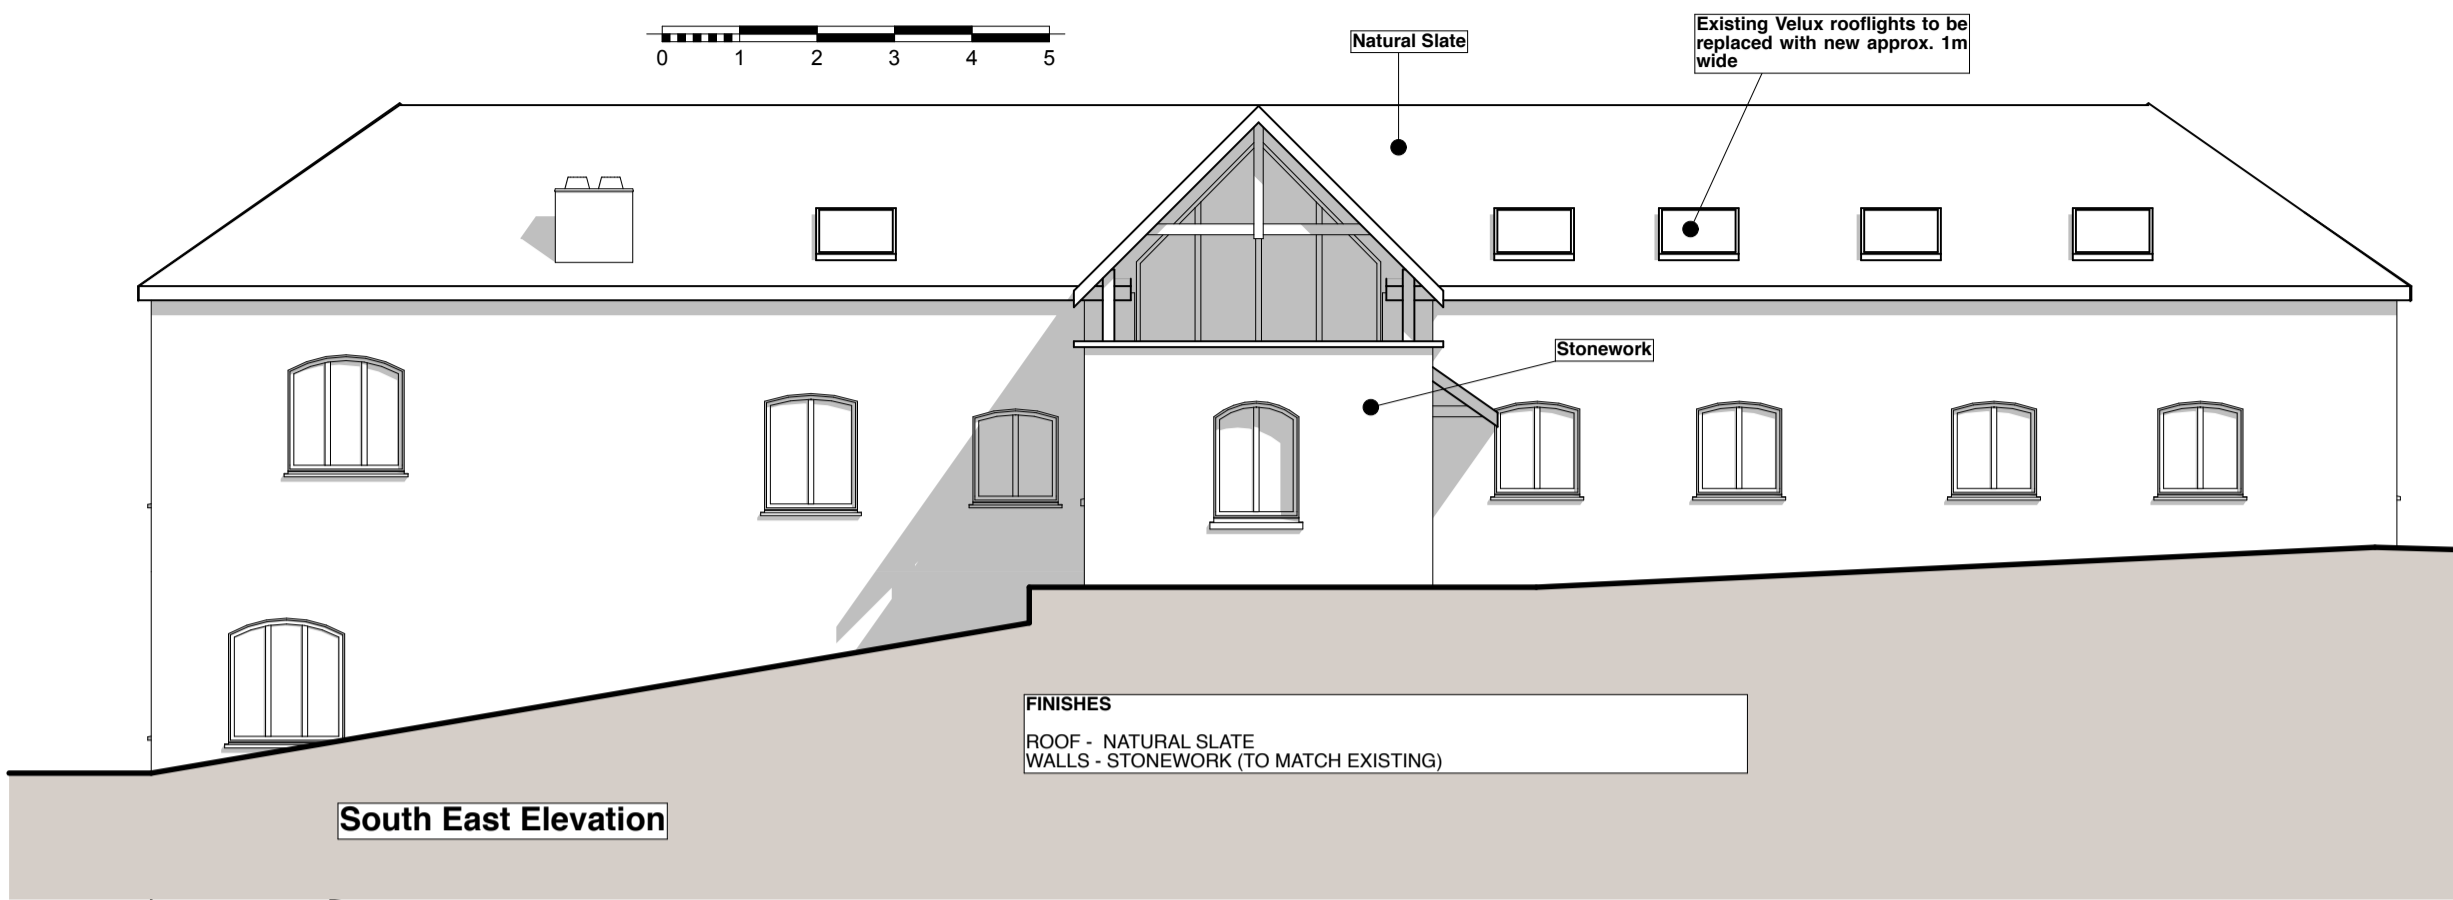 0 1 2 3 4 5
Natural Slate
Existing Velux rooflights to be
replaced with new approx. 1m
wide
Stonework
FINISHES
ROOF - NATURAL SLATE
WALLS - STONEWORK (TO MATCH EXISTING)
South East Elevation